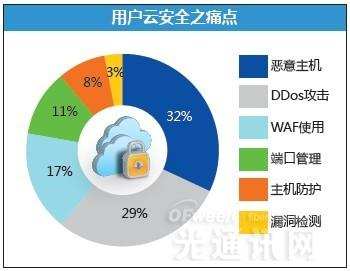 用户云安全之痛点
3%
8%
11%
17%
29%
32%
恶意主机
DDos攻击
WAF使用
端口管理
主机防护
漏洞检测
OFweek
光通讯网